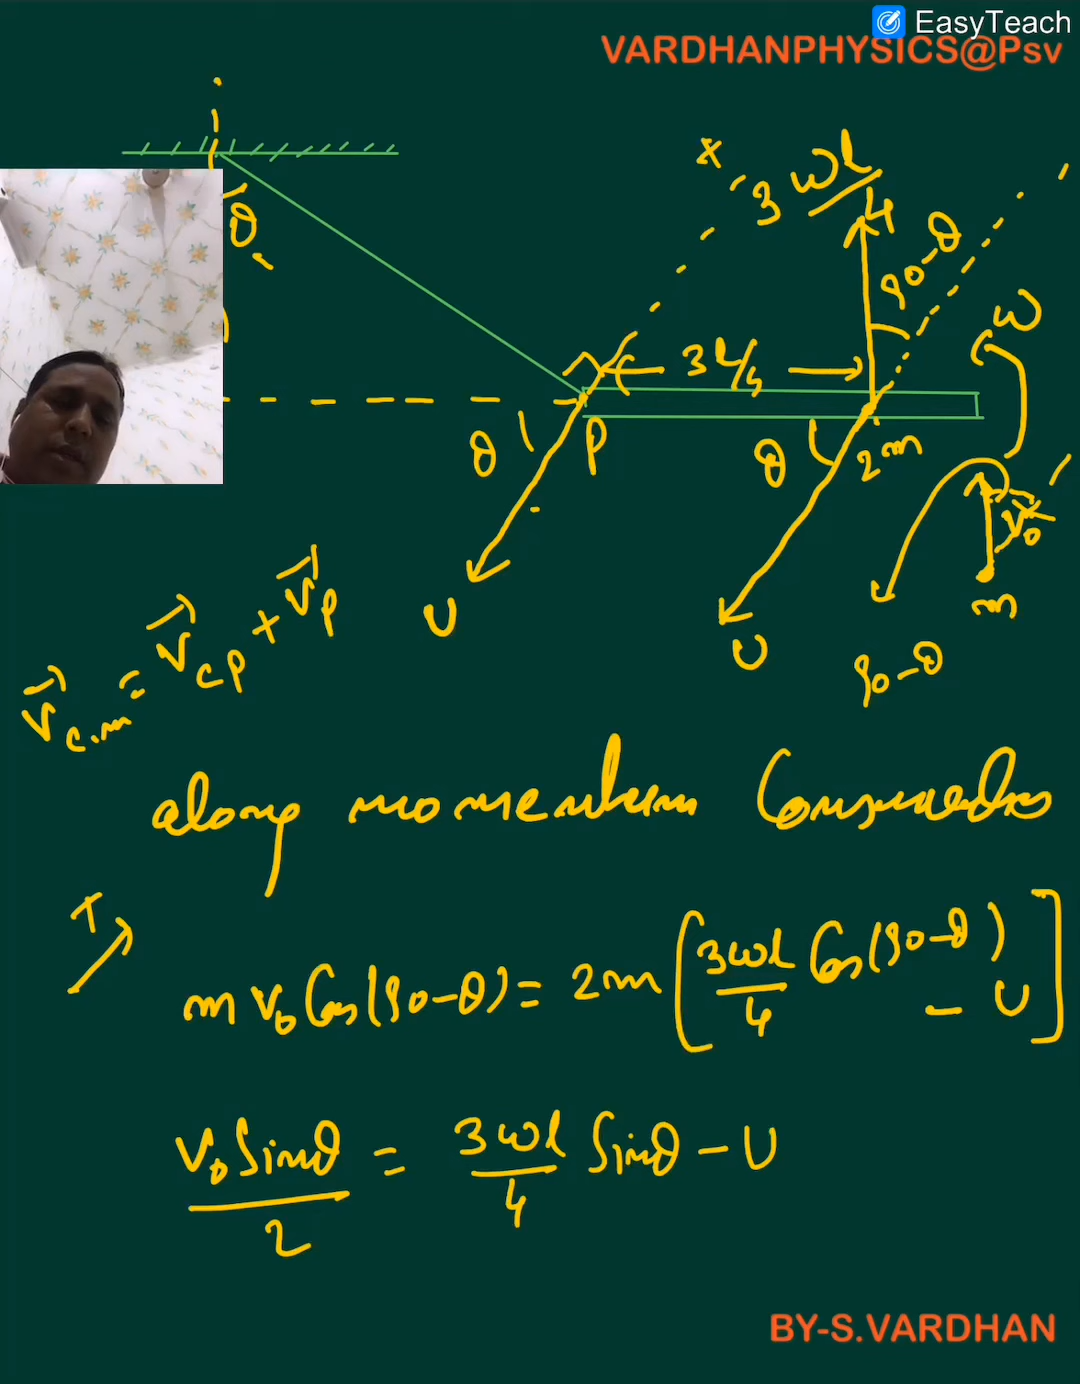 EasyTeach
VARDHANPHYSICS@Psv
θ
x
3ωl/4
90-θ
ω
3l/4
θ
P
θ
2m
v₀
m
U
U
90-θ
V⃗c.m = V⃗cp + V⃗p
along momentum
x
m v₀ Cos(90-θ) = 2m [3ωl/4 Cos(90-θ) - U]
v₀ Sinθ/2 = 3ωl/4 Sinθ - U
BY-S.VARDHAN